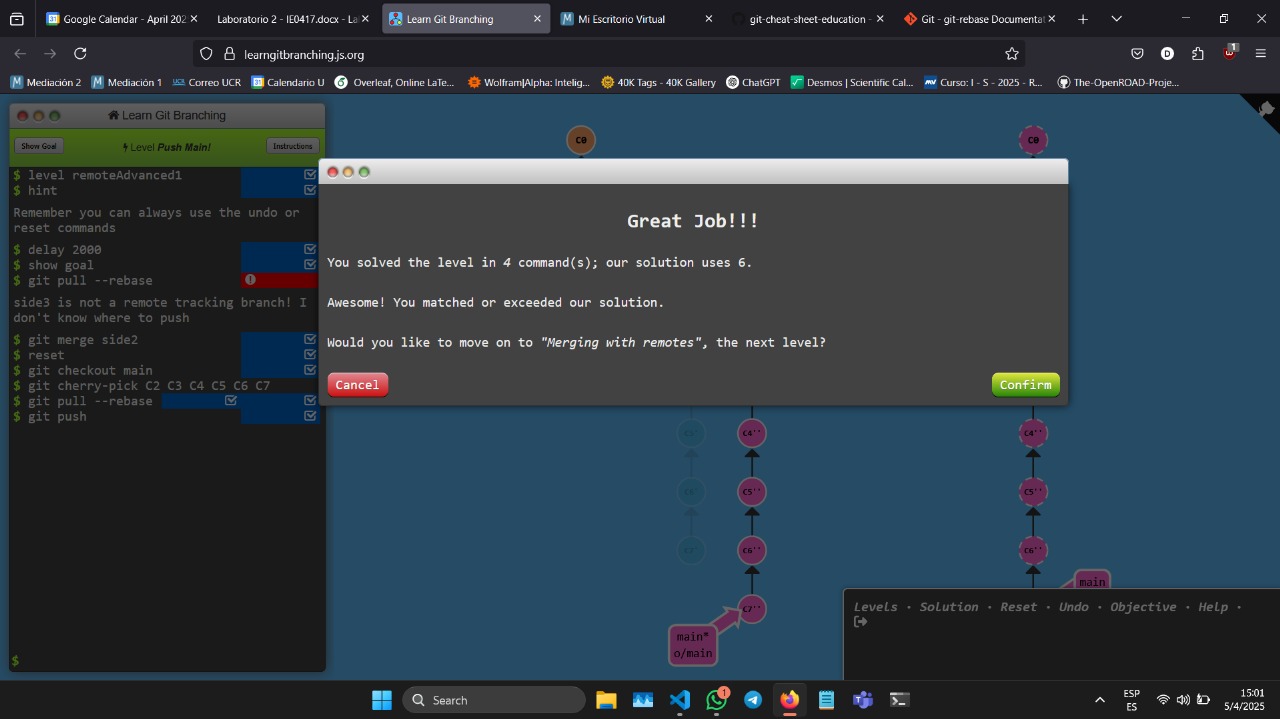 Google Calendar - April 202
Laboratorio 2 - IE0417.docx - La
Learn Git Branching
Mi Escritorio Virtual
git-cheat-sheet-education -
Git - git-rebase Documentat
learngitbranching.js.org
Mediación 2
Mediación 1
Correo UCR
Calendario U
Overleaf, Online LaTe...
Wolfram|Alpha: Intelig...
40K Tags - 40K Gallery
ChatGPT
Desmos | Scientific Cal...
Curso: I - S - 2025 - R...
The-OpenROAD-Proje...
Learn Git Branching
Show Goal
Level Push Main!
Instructions
$ level remoteAdvanced1
$ hint
Remember you can always use the undo or
reset commands
$ delay 2000
$ show goal
$ git pull --rebase
side3 is not a remote tracking branch! I
don't know where to push
$ git merge side2
$ reset
$ git checkout main
$ git cherry-pick C2 C3 C4 C5 C6 C7
$ git pull --rebase
$ git push
$
C0
C0
Great Job!!!
You solved the level in 4 command(s); our solution uses 6.
Awesome! You matched or exceeded our solution.
Would you like to move on to "Merging with remotes", the next level?
Cancel
Confirm
C4''
C4''
C5''
C5''
C6''
C6''
C7''
main*
o/main
main
Levels · Solution · Reset · Undo · Objective · Help ·
Search
1
1
ESP
ES
15:01
5/4/2025